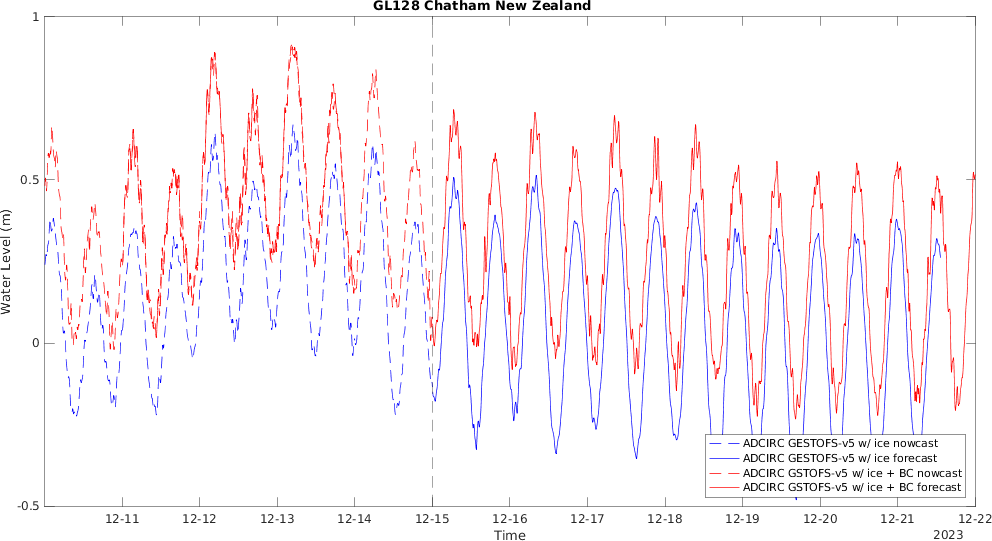 GL128 Chatham New Zealand
1
0.5
0
-0.5
Water Level (m)
ADCIRC GESTOFS-v5 w/ ice nowcast
ADCIRC GESTOFS-v5 w/ ice forecast
ADCIRC GSTOFS-v5 w/ ice + BC nowcast
ADCIRC GSTOFS-v5 w/ ice + BC forecast
12-11 12-12 12-13 12-14 12-15 12-16 12-17 12-18 12-19 12-20 12-21 12-22
Time
2023